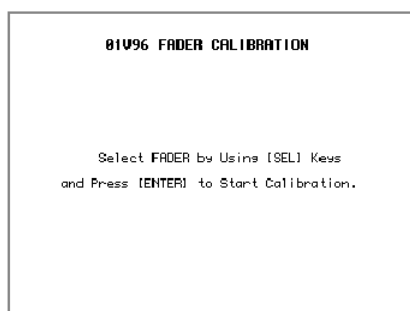 01V96 FADER CALIBRATION
Select FADER by Using [SEL] Keys
and Press [ENTER] to Start Calibration.